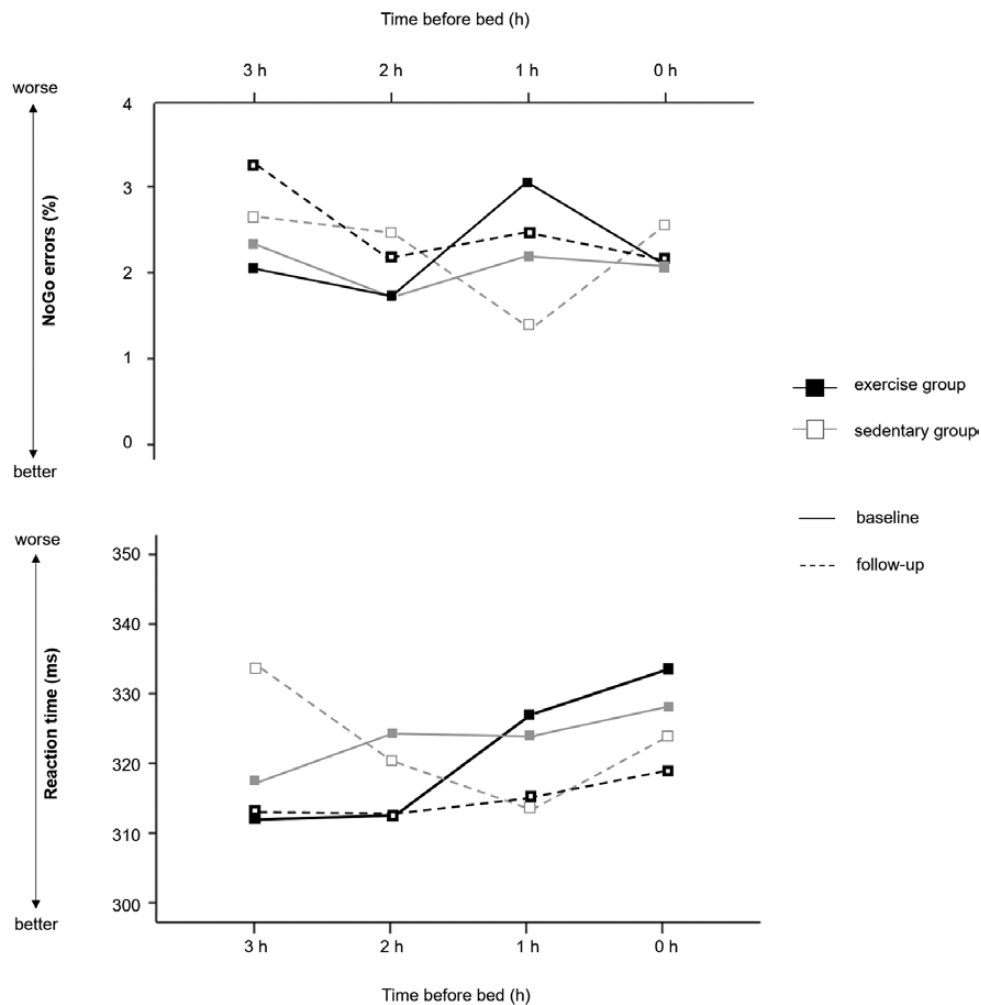 Time before bed (h)
3 h 2 h 1 h 0 h
worse
4
3
NoGo errors (%)
2
1
0
better
exercise group
sedentary group
baseline
follow-up
worse
350
340
330
Reaction time (ms)
320
310
300
better
3 h 2 h 1 h 0 h
Time before bed (h)